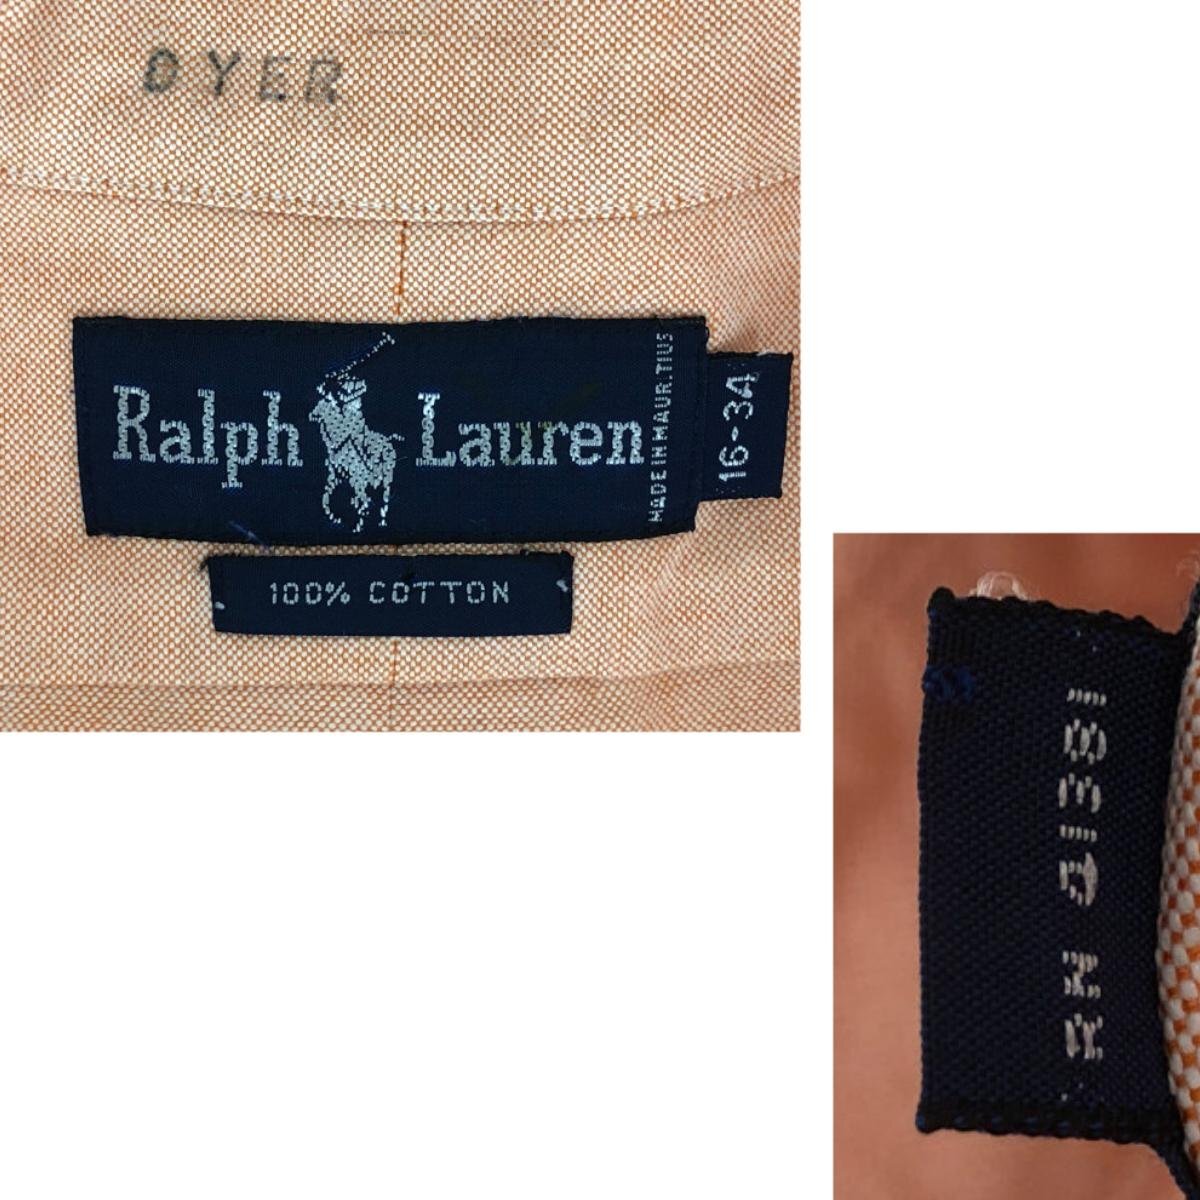 DYER
Ralph Lauren
MADE IN MAURITIUS
16-34
100% COTTON
RN 41381